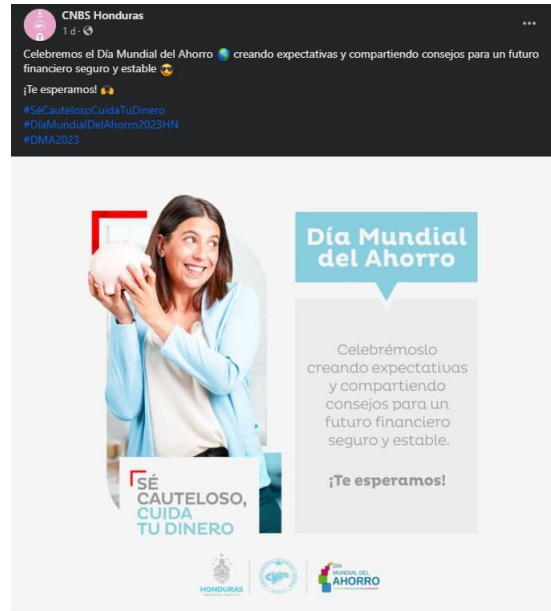 CNBS Honduras
1 d
Celebremos el Día Mundial del Ahorro creando expectativas y compartiendo consejos para un futuro
financiero seguro y estable
¡Te esperamos!
#SéCautelosoCuidaTuDinero
#DíaMundialDelAhorro2023HN
#DMA2023
Día Mundial
del Ahorro
Celebrémoslo
creando expectativas
y compartiendo
consejos para un
futuro financiero
seguro y estable.
¡Te esperamos!
SÉ
CAUTELOSO,
CUIDA
TU DINERO
HONDURAS
CNBS
DÍA
MUNDIAL DEL
AHORRO